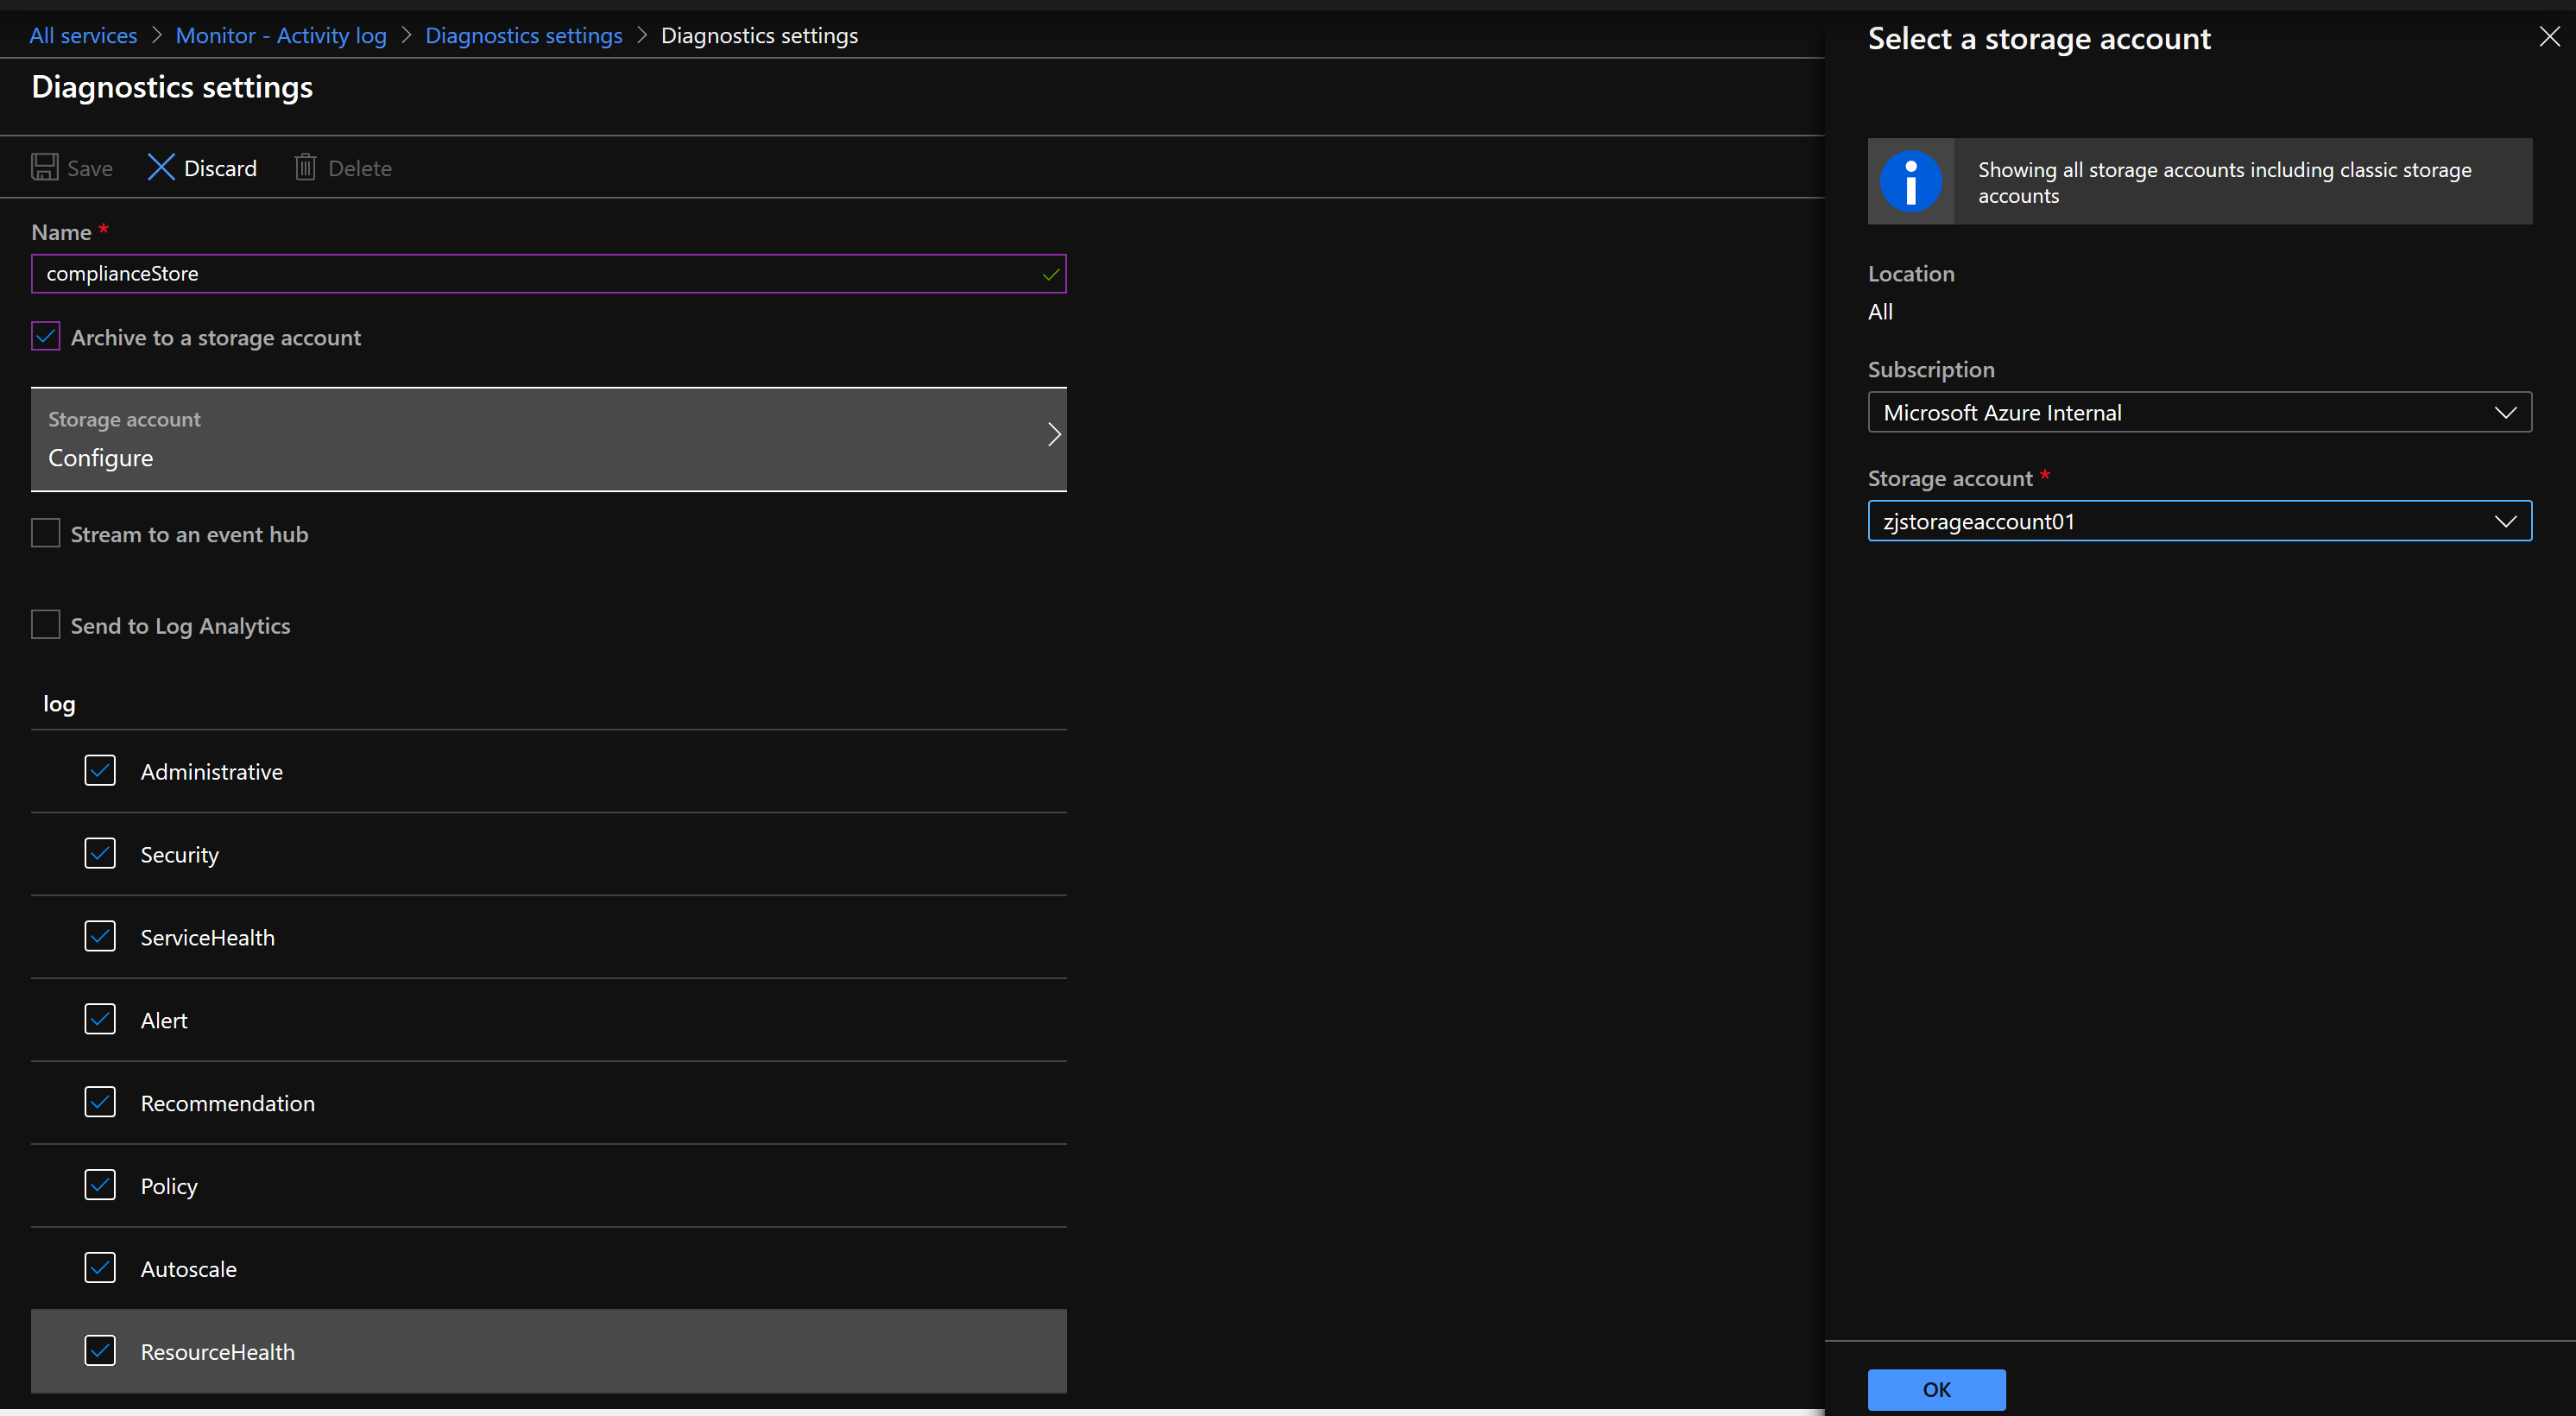 All services > Monitor - Activity log > Diagnostics settings > Diagnostics settings
Diagnostics settings
Save Discard Delete
Name *
complianceStore
Archive to a storage account
Storage account
Configure
Stream to an event hub
Send to Log Analytics
log
Administrative
Security
ServiceHealth
Alert
Recommendation
Policy
Autoscale
ResourceHealth
Select a storage account
Showing all storage accounts including classic storage
accounts
Location
All
Subscription
Microsoft Azure Internal
Storage account *
zjstorageaccount01
OK